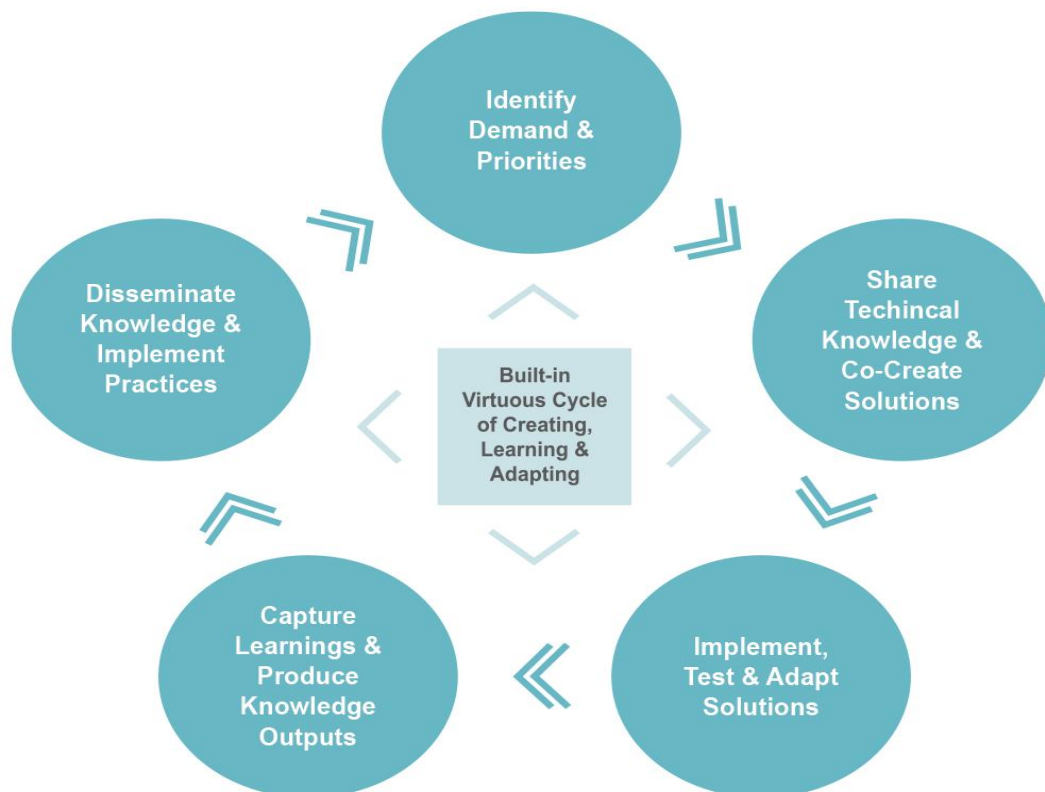 Identify
Demand &
Priorities
Share
Techincal
Knowledge &
Co-Create
Solutions
Implement,
Test & Adapt
Solutions
Capture
Learnings &
Produce
Knowledge
Outputs
Disseminate
Knowledge &
Implement
Practices
Built-in
Virtuous Cycle
of Creating,
Learning &
Adapting